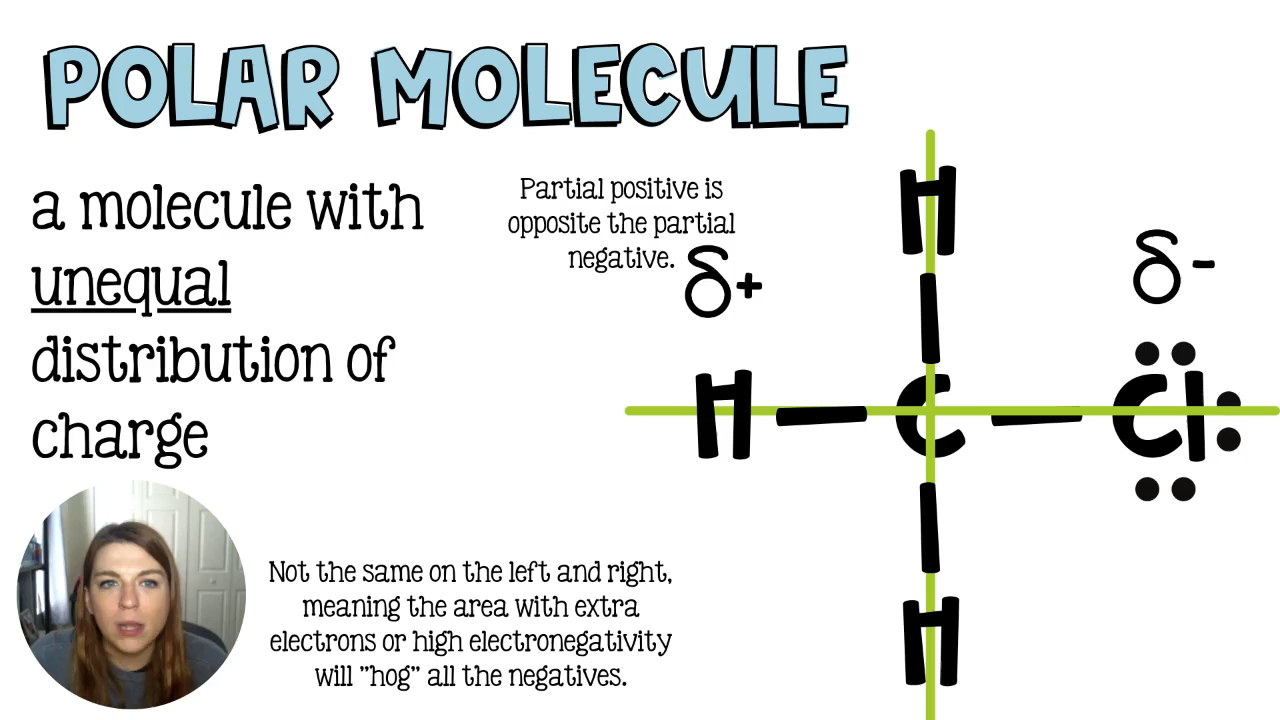 POLAR MOLECULE
a molecule with
unequal
distribution of
charge
Partial positive is
opposite the partial
negative.
δ+
δ-
H
H — C — Cl
H
Not the same on the left and right,
meaning the area with extra
electrons or high electronegativity
will "hog" all the negatives.